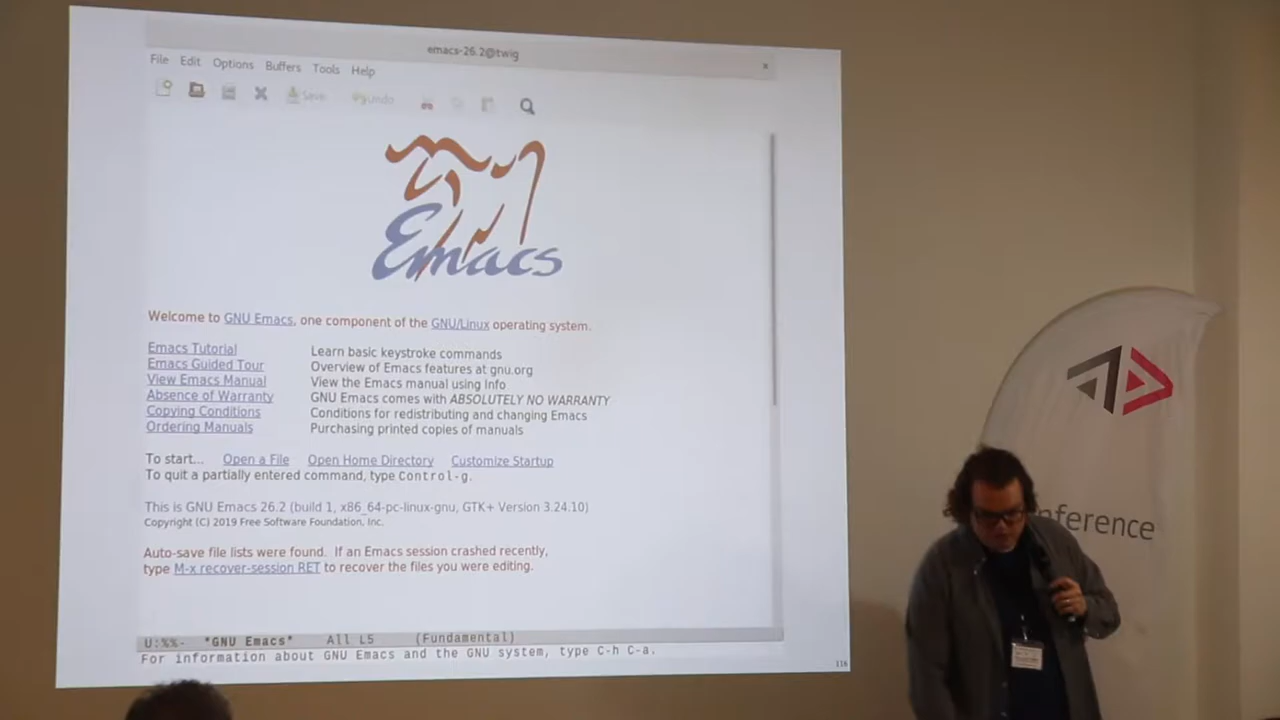 emacs-26.2@twig
File Edit Options Buffers Tools Help
Save Undo
Emacs
Welcome to GNU Emacs, one component of the GNU/Linux operating system.
Emacs Tutorial Learn basic keystroke commands
Emacs Guided Tour Overview of Emacs features at gnu.org
View Emacs Manual View the Emacs manual using Info
Absence of Warranty GNU Emacs comes with ABSOLUTELY NO WARRANTY
Copying Conditions Conditions for redistributing and changing Emacs
Ordering Manuals Purchasing printed copies of manuals
To start... Open a File Open Home Directory Customize Startup
To quit a partially entered command, type Control-g.
This is GNU Emacs 26.2 (build 1, x86_64-pc-linux-gnu, GTK+ Version 3.24.10)
Copyright (C) 2019 Free Software Foundation, Inc.
Auto-save file lists were found. If an Emacs session crashed recently,
type M-x recover-session RET to recover the files you were editing.
U:%%- *GNU Emacs* All L5 (Fundamental)
For information about GNU Emacs and the GNU system, type C-h C-a.
116
nference